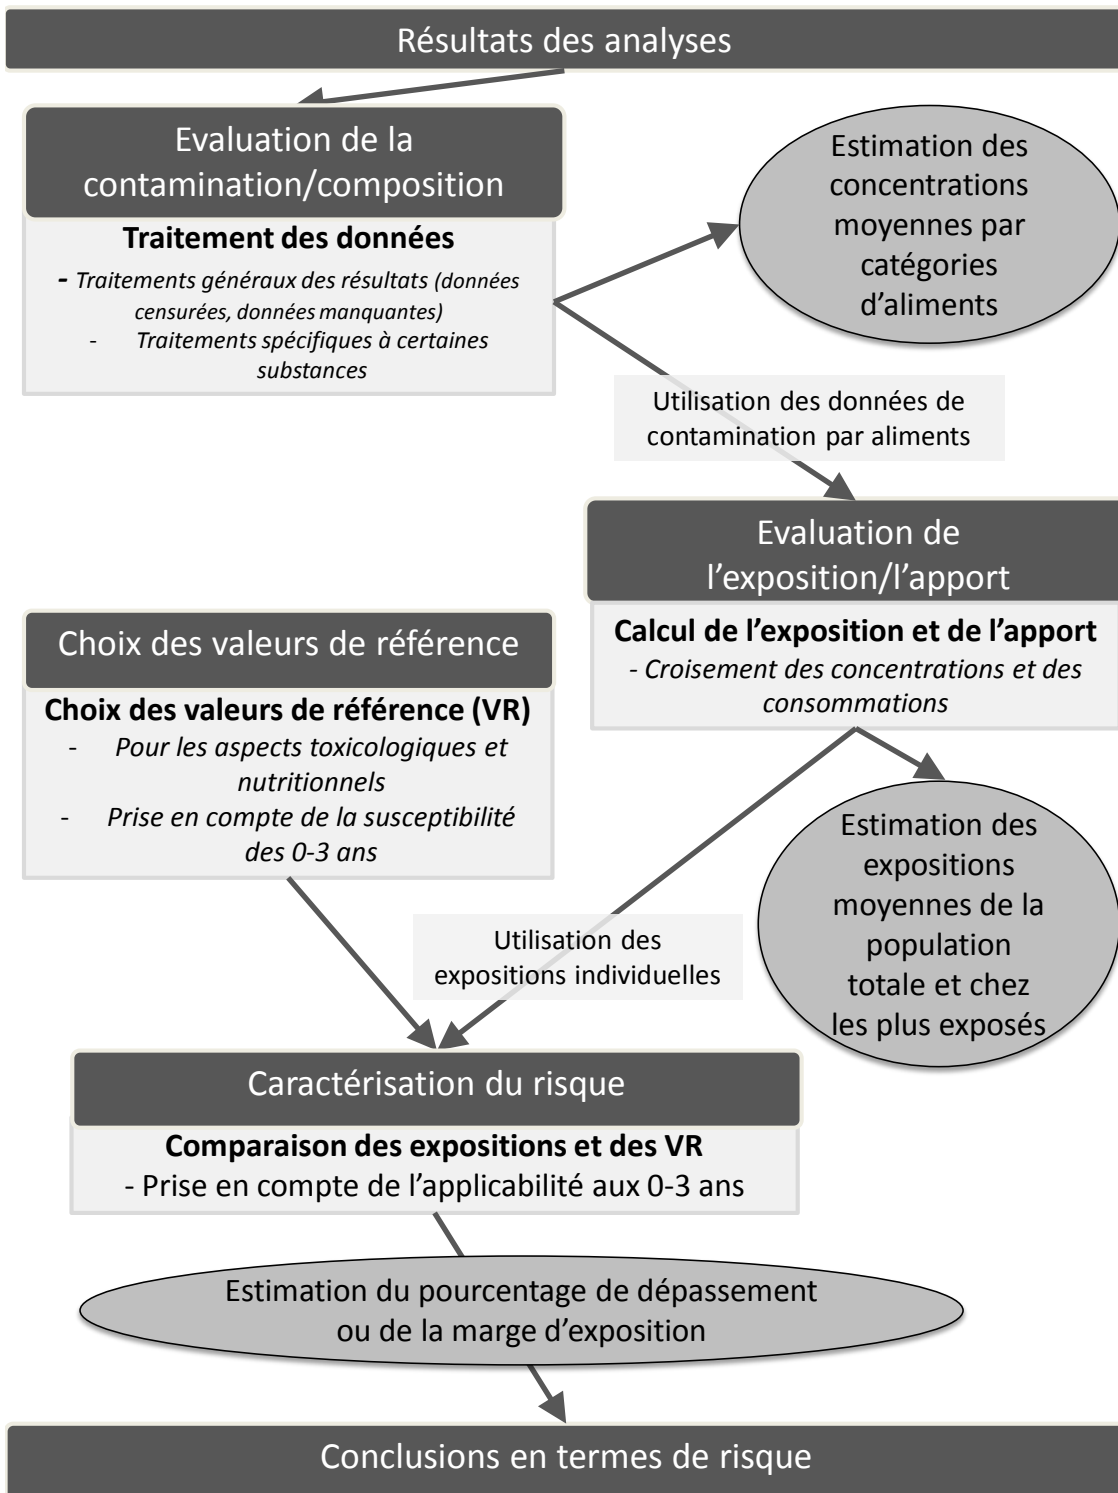 Résultats des analyses
Evaluation de la
contamination/composition
Traitement des données
- Traitements généraux des résultats (données
censurées, données manquantes)
- Traitements spécifiques à certaines
substances
Estimation des
concentrations
moyennes par
catégories
d’aliments
Utilisation des données de
contamination par aliments
Evaluation de
l’exposition/l’apport
Calcul de l’exposition et de l’apport
- Croisement des concentrations et des
consommations
Choix des valeurs de référence
Choix des valeurs de référence (VR)
- Pour les aspects toxicologiques et
nutritionnels
- Prise en compte de la susceptibilité
des 0-3 ans
Estimation des
expositions
moyennes de la
population
totale et chez
les plus exposés
Utilisation des
expositions individuelles
Caractérisation du risque
Comparaison des expositions et des VR
- Prise en compte de l’applicabilité aux 0-3 ans
Estimation du pourcentage de dépassement
ou de la marge d’exposition
Conclusions en termes de risque